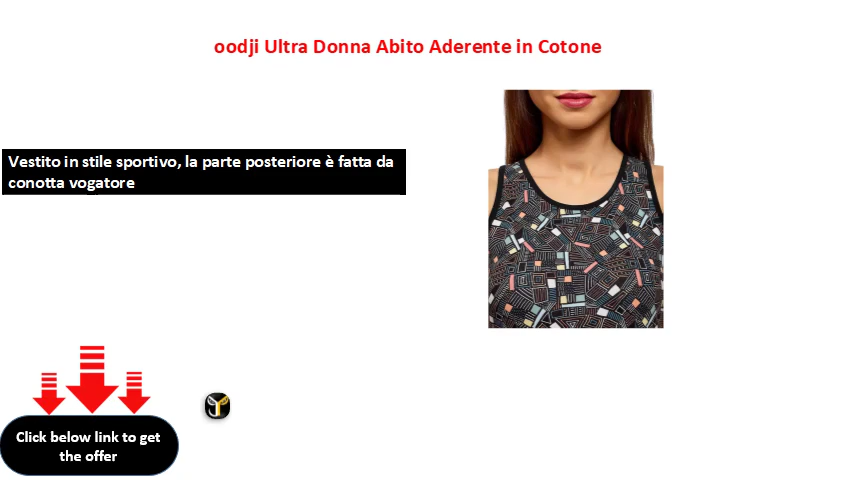 oodji Ultra Donna Abito Aderente in Cotone
Vestito in stile sportivo, la parte posteriore è fatta da
conotta vogatore
Click below link to get
the offer